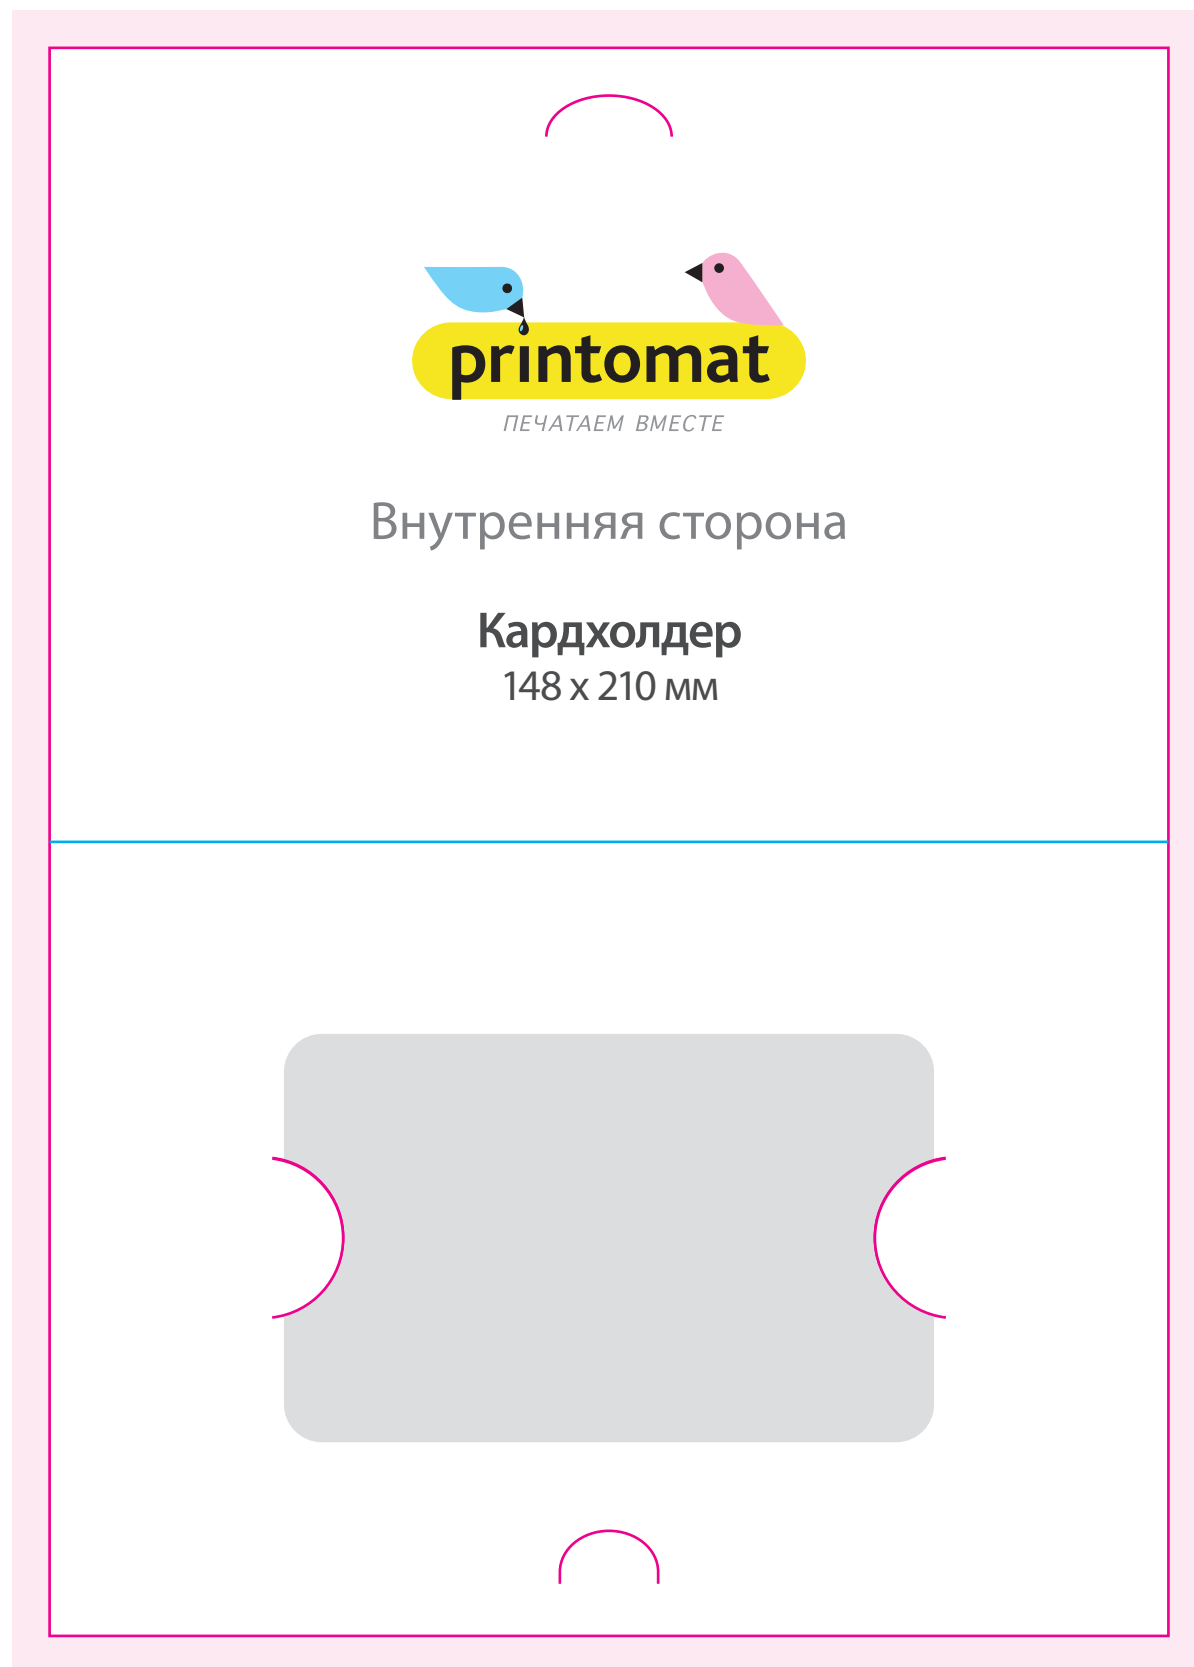 printomat
ПЕЧАТАЕМ ВМЕСТЕ
Внутренняя сторона
Кардхолдер
148 x 210 мм